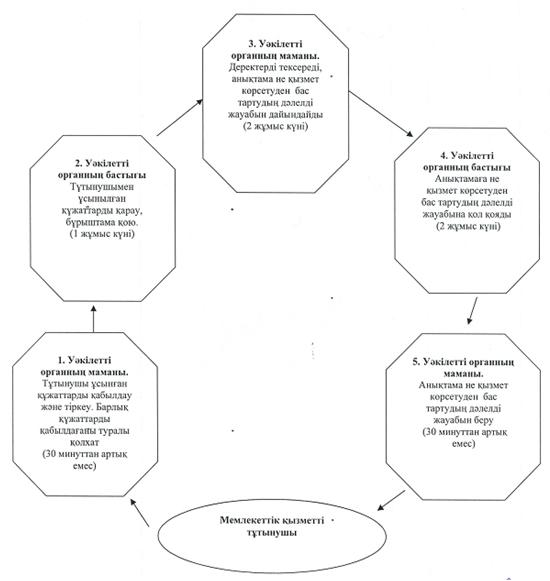 3. Уәкілетті
органның маманы.
Деректерді тексереді,
анықтама не қызмет
көрсетуден бас
тартудың дәлелді
жауабын дайындайды
(2 жұмыс күні)
2. Уәкілетті
органның бастығы
Тұтынушымен
ұсынылған
құжаттарды қарау,
бұрыштама қою.
(1 жұмыс күні)
4. Уәкілетті
органның бастығы
Анықтамаға не
қызмет көрсетуден
бас тартудың дәлелді
жауабына қол қояды
(2 жұмыс күні)
1. Уәкілетті
органның маманы.
Тұтынушы ұсынған
құжаттарды қабылдау
және тіркеу. Барлық
құжаттарды
қабылдағаны туралы
қолхат
(30 минуттан артық
емес)
5. Уәкілетті органның
маманы.
Анықтама не қызмет
көрсетуден бас
тартудың дәлелді
жауабын беру
(30 минуттан артық
емес)
Мемлекеттік қызметті
тұтынушы